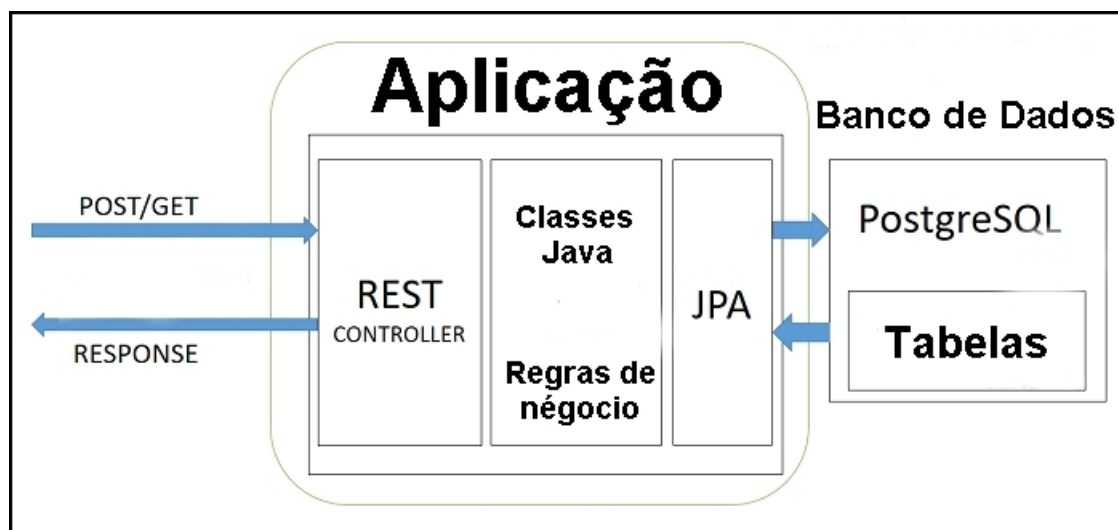 Aplicação
Banco de Dados
POST/GET
RESPONSE
REST
CONTROLLER
Classes
Java
Regras de
négocio
JPA
PostgreSQL
Tabelas